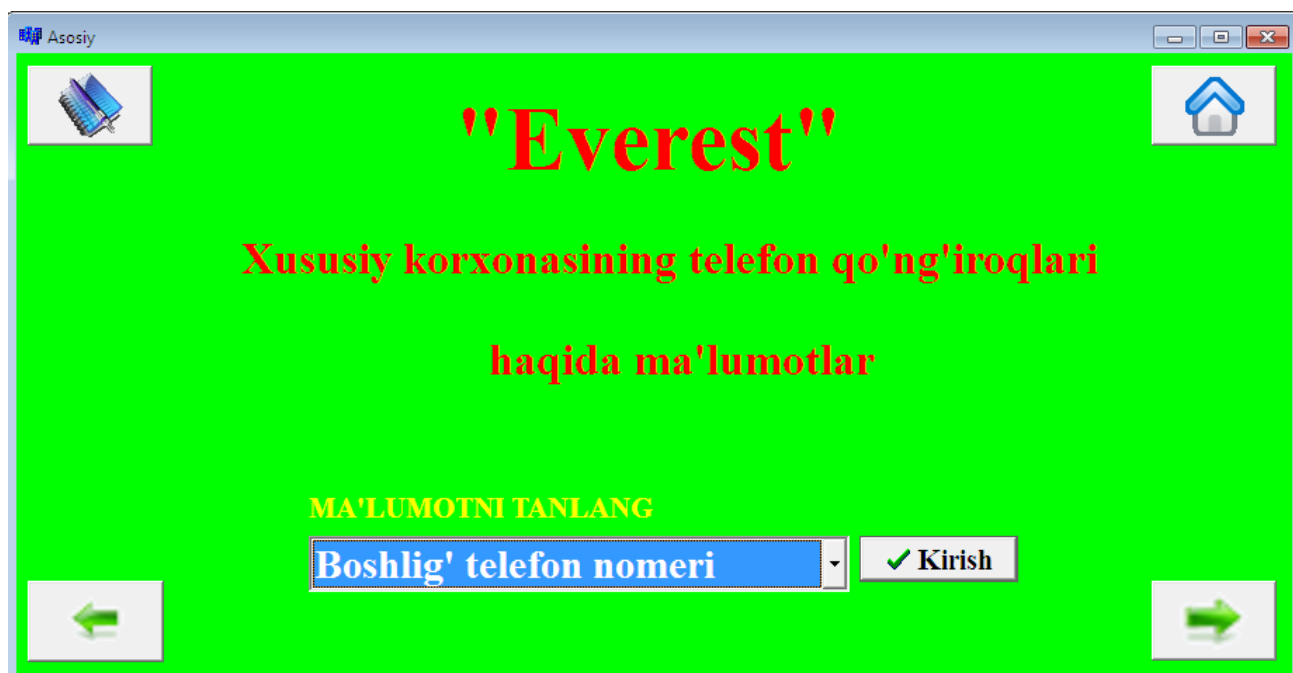 Asosiy
"Everest"
Xususiy korxonasining telefon qo'ng'iroqlari
haqida ma'lumotlar
MA'LUMOTNI TANLANG
Boshlig' telefon nomeri
Kirish